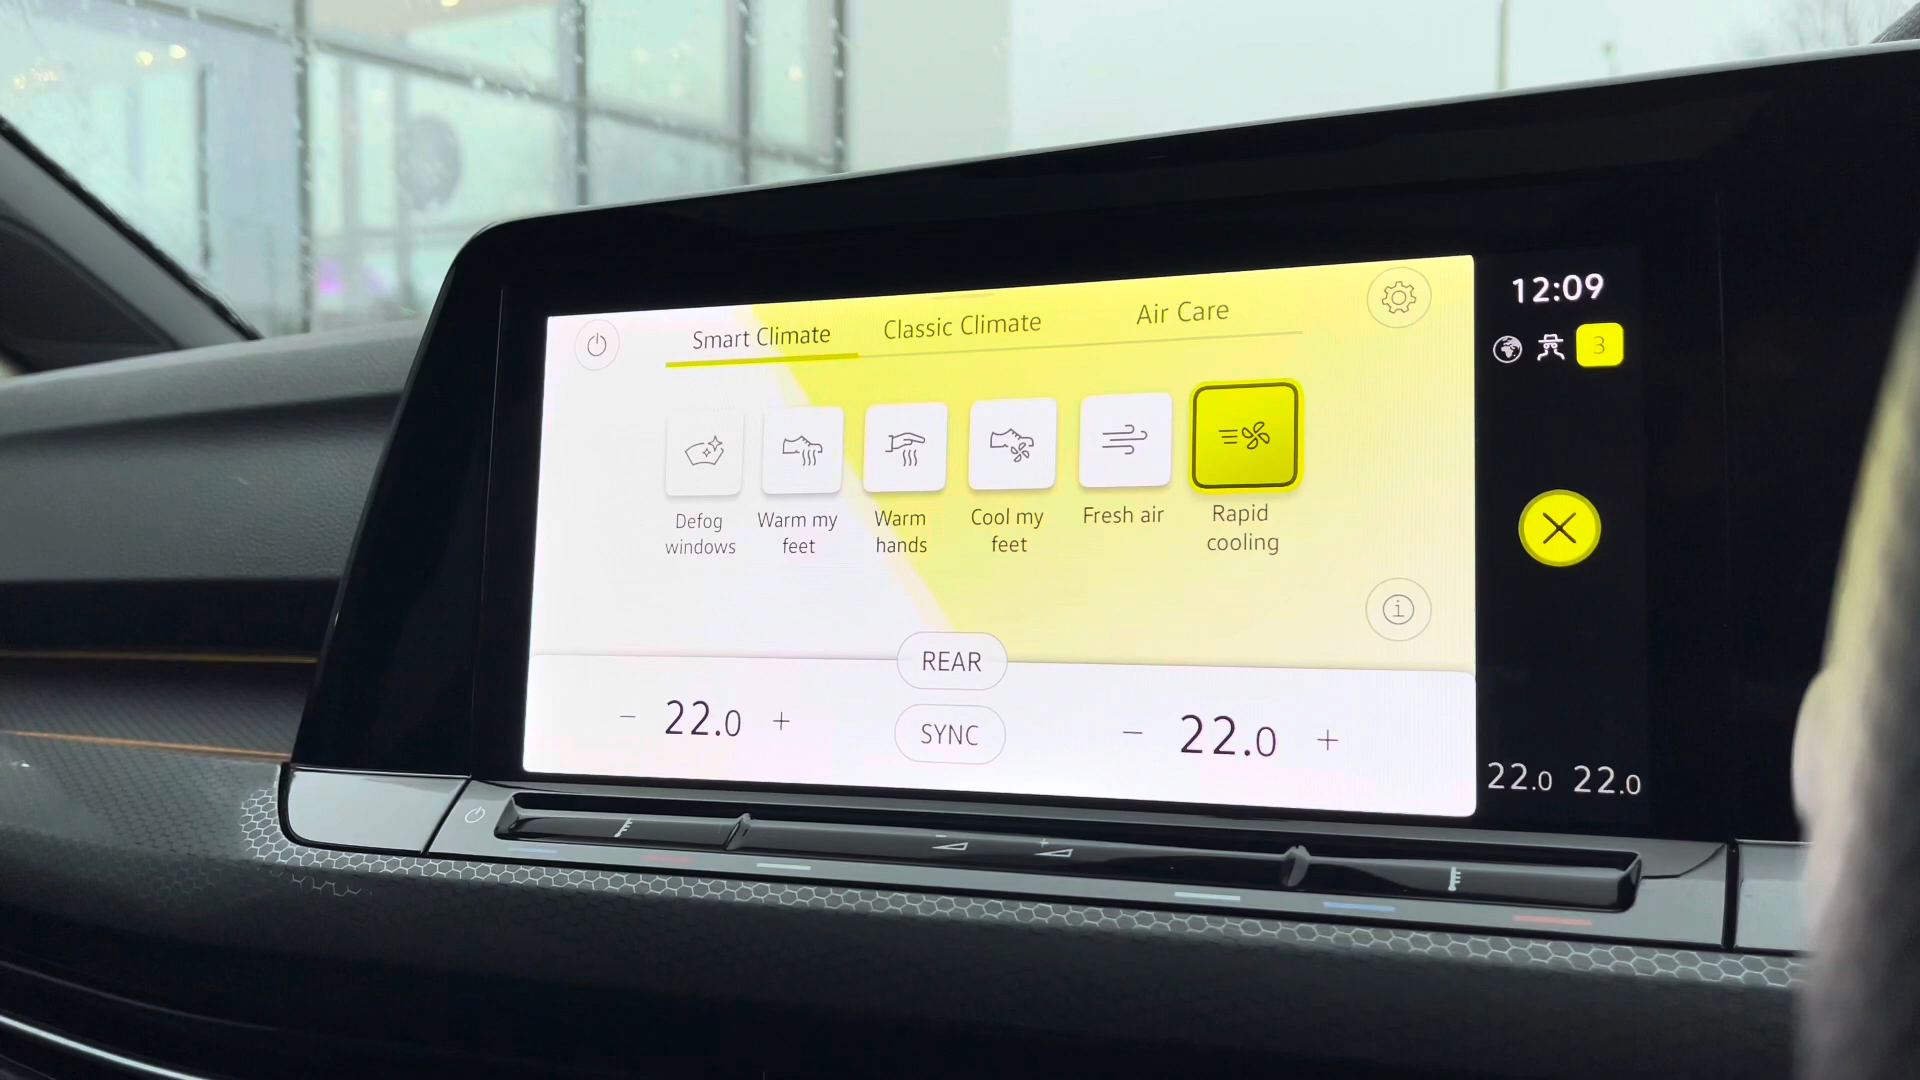 12:09
Smart Climate
Classic Climate
Air Care
3
Defog
windows
Warm my
feet
Warm
hands
Cool my
feet
Fresh air
Rapid
cooling
i
REAR
- 22.0 +
SYNC
- 22.0 +
22.0 22.0